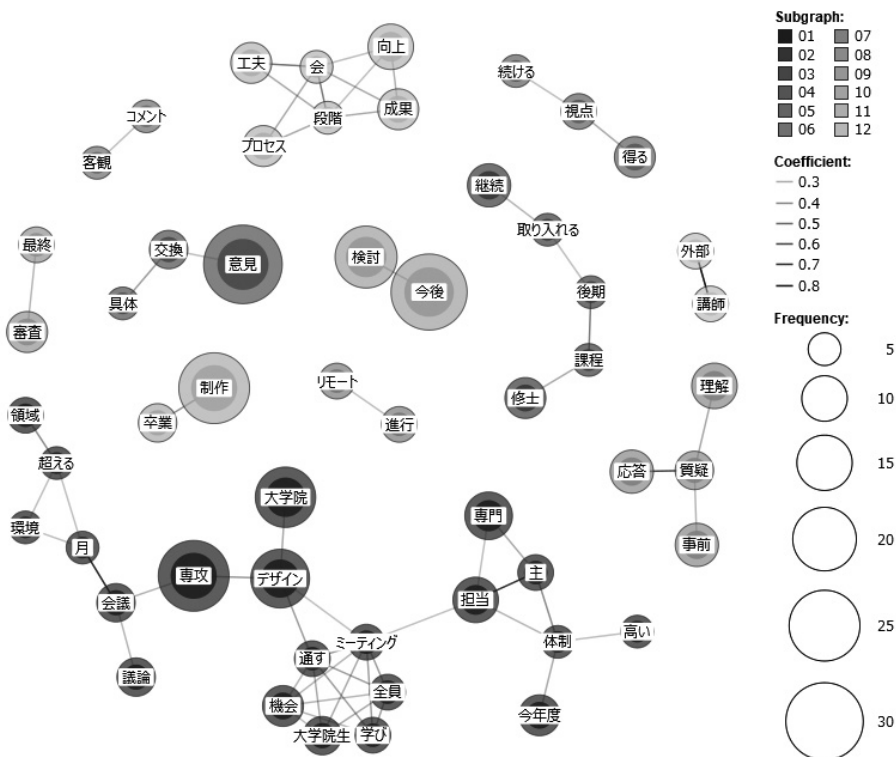 工夫
会
向上
プロセス
段階
成果
コメント
客観
続ける
視点
得る
最終
審査
交換
意見
具体
検討
今後
継続
取り入れる
後期
課程
修士
外部
講師
制作
卒業
リモート
進行
理解
応答
質疑
事前
領域
超える
環境
月
会議
議論
専攻
大学院
デザイン
ミーティング
通す
全員
機会
大学院生
学び
専門
主
担当
体制
高い
今年度
Subgraph:
01 07
02 08
03 09
04 10
05 11
06 12
Coefficient:
0.3
0.4
0.5
0.6
0.7
0.8
Frequency:
5
10
15
20
25
30